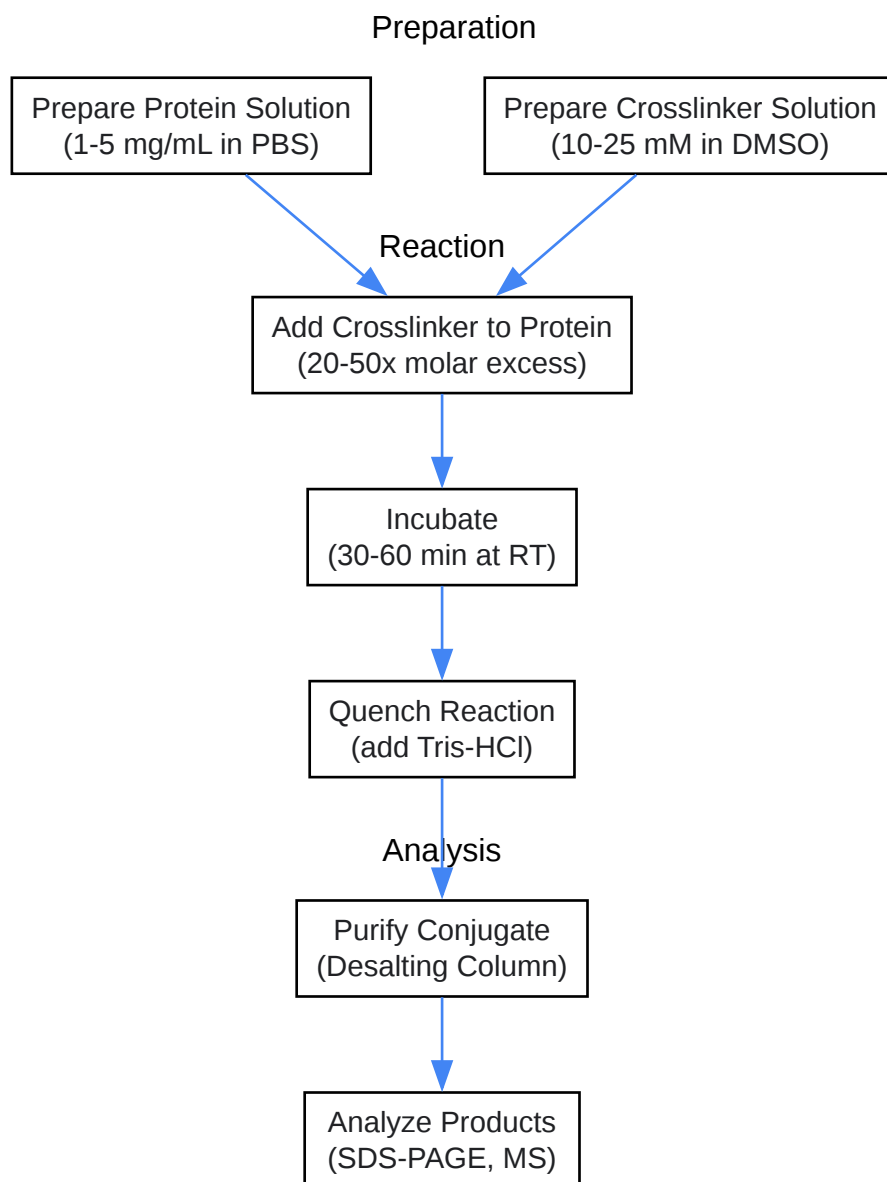 Preparation
Prepare Protein Solution
(1-5 mg/mL in PBS)
Prepare Crosslinker Solution
(10-25 mM in DMSO)
Reaction
Add Crosslinker to Protein
(20-50x molar excess)
Incubate
(30-60 min at RT)
Quench Reaction
(add Tris-HCl)
Analysis
Purify Conjugate
(Desalting Column)
Analyze Products
(SDS-PAGE, MS)